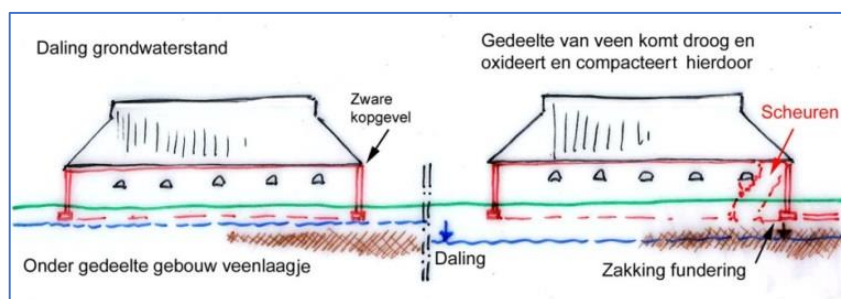 Daling grondwaterstand
Zware
kopgevel
Onder gedeelte gebouw veenlaagje
Daling
Gedeelte van veen komt droog en
oxideert en compacteert hierdoor
Scheuren
Zakking fundering